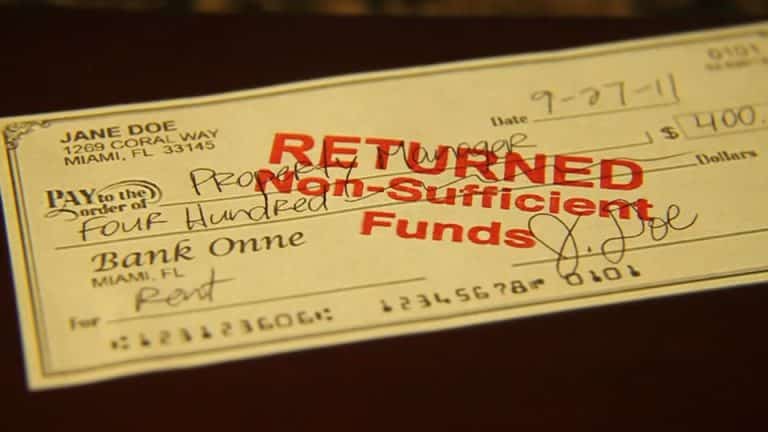 0101
JANE DOE
1269 CORAL WAY
MIAMI, FL 33145
Date 9-27-11
PAY to the order of Property Manager $ 400.
FOUR Hundred Dollars
RETURNED
Non-Sufficient
Funds
Bank Onne
MIAMI, FL
J. Doe
For Rent
123123606 12345678 0101